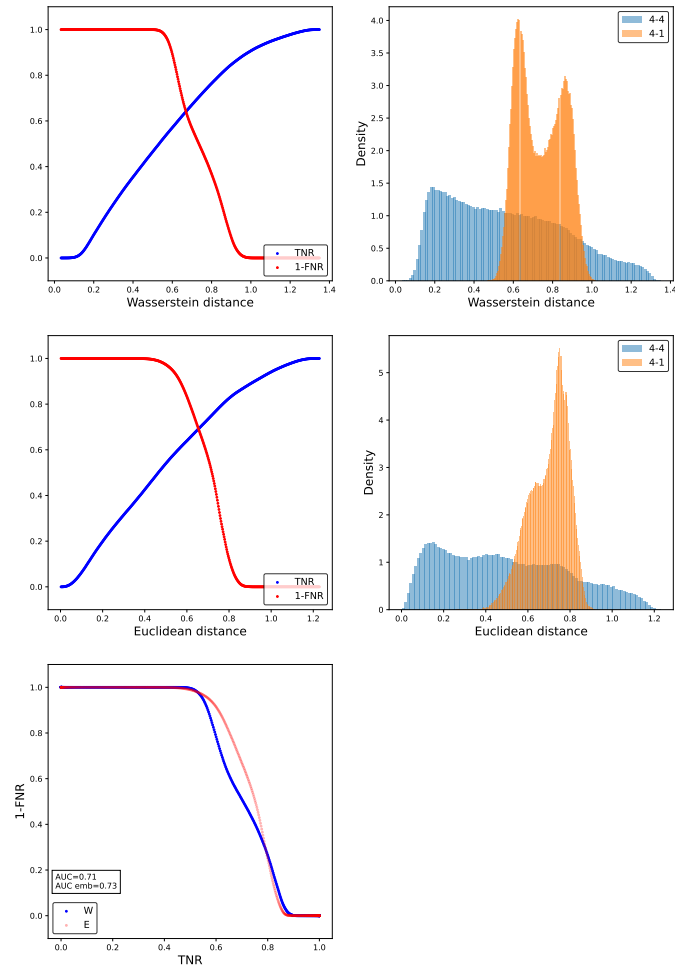 1.0
0.8
0.6
0.4
0.2
0.0
0.0 0.2 0.4 0.6 0.8 1.0 1.2 1.4
Wasserstein distance
TNR
1-FNR
4.0
3.5
3.0
2.5
2.0
1.5
1.0
0.5
0.0
Density
0.0 0.2 0.4 0.6 0.8 1.0 1.2 1.4
Wasserstein distance
4-4
4-1
1.0
0.8
0.6
0.4
0.2
0.0
0.0 0.2 0.4 0.6 0.8 1.0 1.2
Euclidean distance
TNR
1-FNR
5
4
3
2
1
0
Density
0.0 0.2 0.4 0.6 0.8 1.0 1.2
Euclidean distance
4-4
4-1
1.0
0.8
0.6
0.4
0.2
0.0
1-FNR
AUC=0.71
AUC emb=0.73
W
E
0.0 0.2 0.4 0.6 0.8 1.0
TNR